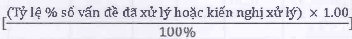 [(Tỷ lệ % số vấn đề đã xử lý hoặc kiến nghị xử lý) × 1.00
100%